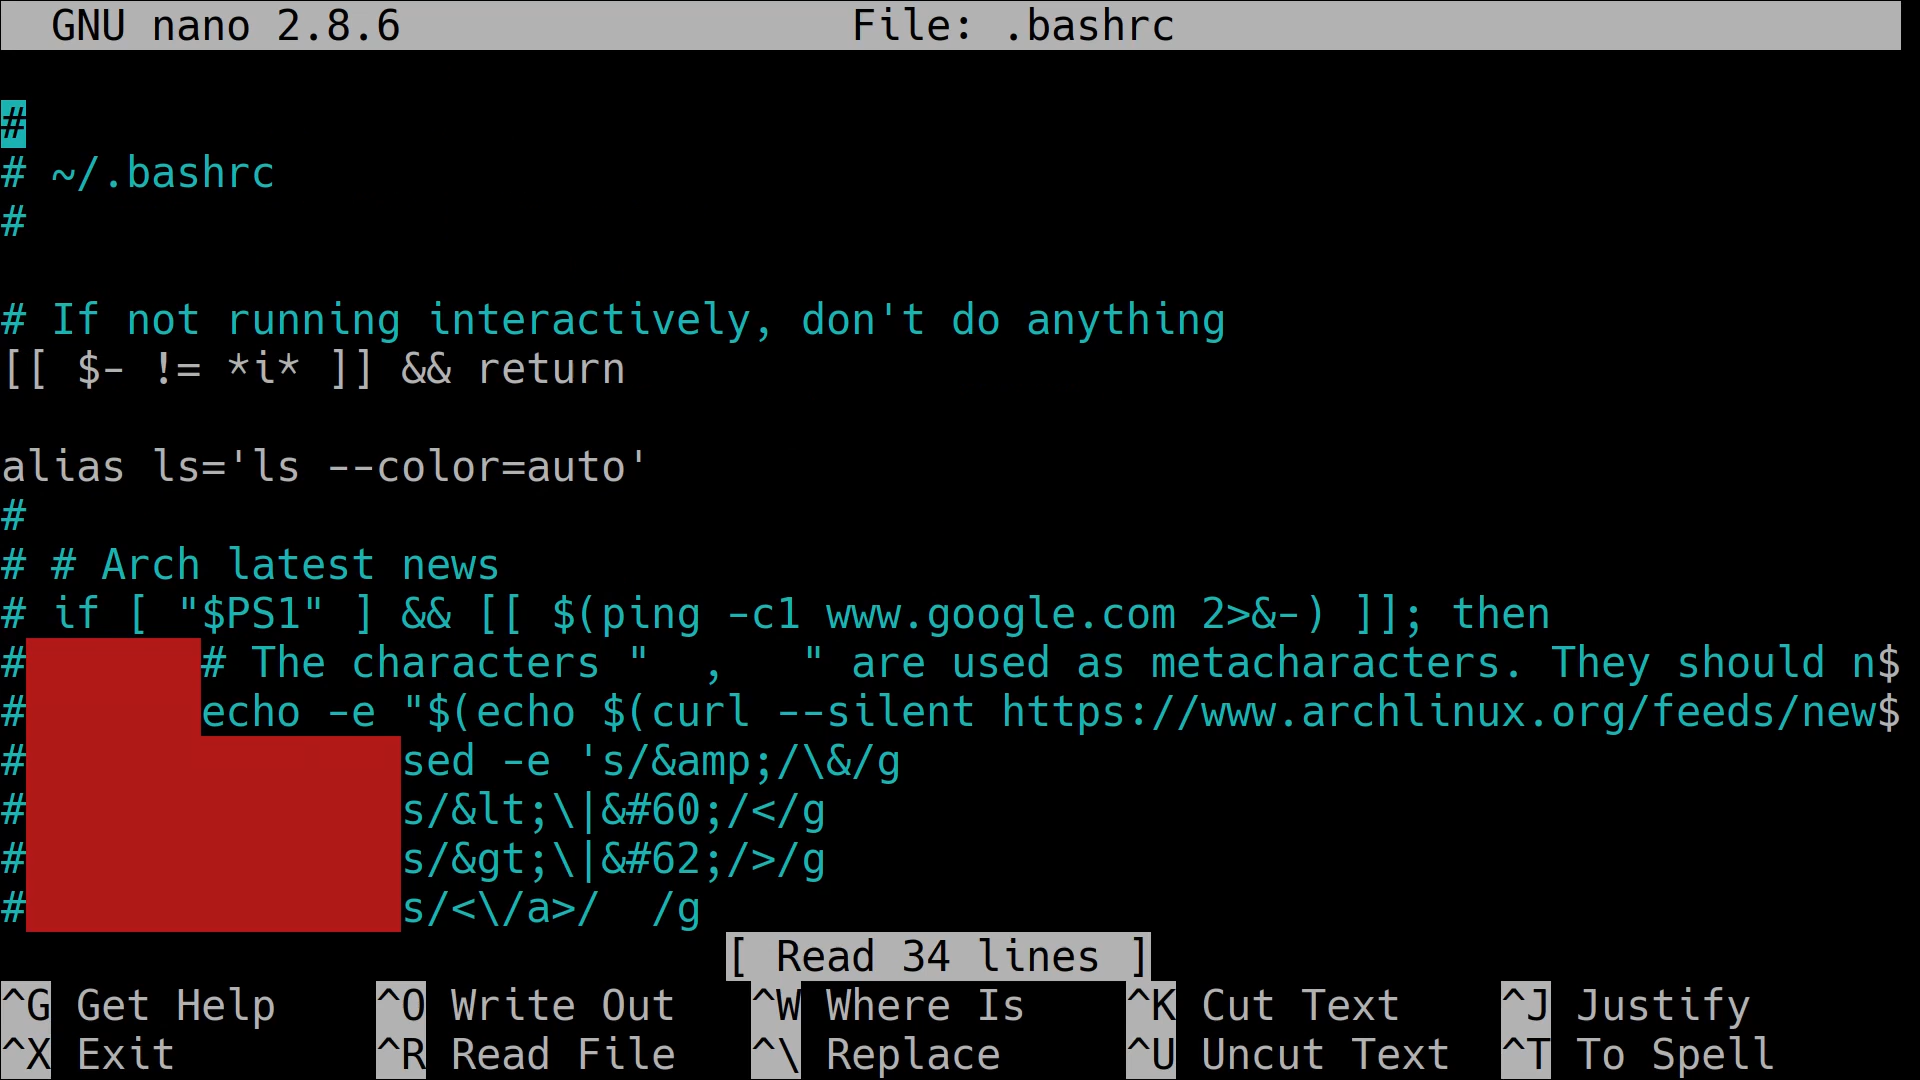 GNU nano 2.8.6 File: .bashrc
#
# ~/.bashrc
#
# If not running interactively, don't do anything
[[ $- != *i* ]] && return
alias ls='ls --color=auto'
#
# # Arch latest news
# if [ "$PS1" ] && [[ $(ping -c1 www.google.com 2>&-) ]]; then
# # The characters " , " are used as metacharacters. They should n$
# echo -e "$(echo $(curl --silent https://www.archlinux.org/feeds/new$
# sed -e 's/&amp;/\&/g
# s/&lt;\|&#60;/</g
# s/&gt;\|&#62;/>/g
# s/<\/a>/ /g
[ Read 34 lines ]
^G Get Help ^O Write Out ^W Where Is ^K Cut Text ^J Justify
^X Exit ^R Read File ^\ Replace ^U Uncut Text ^T To Spell